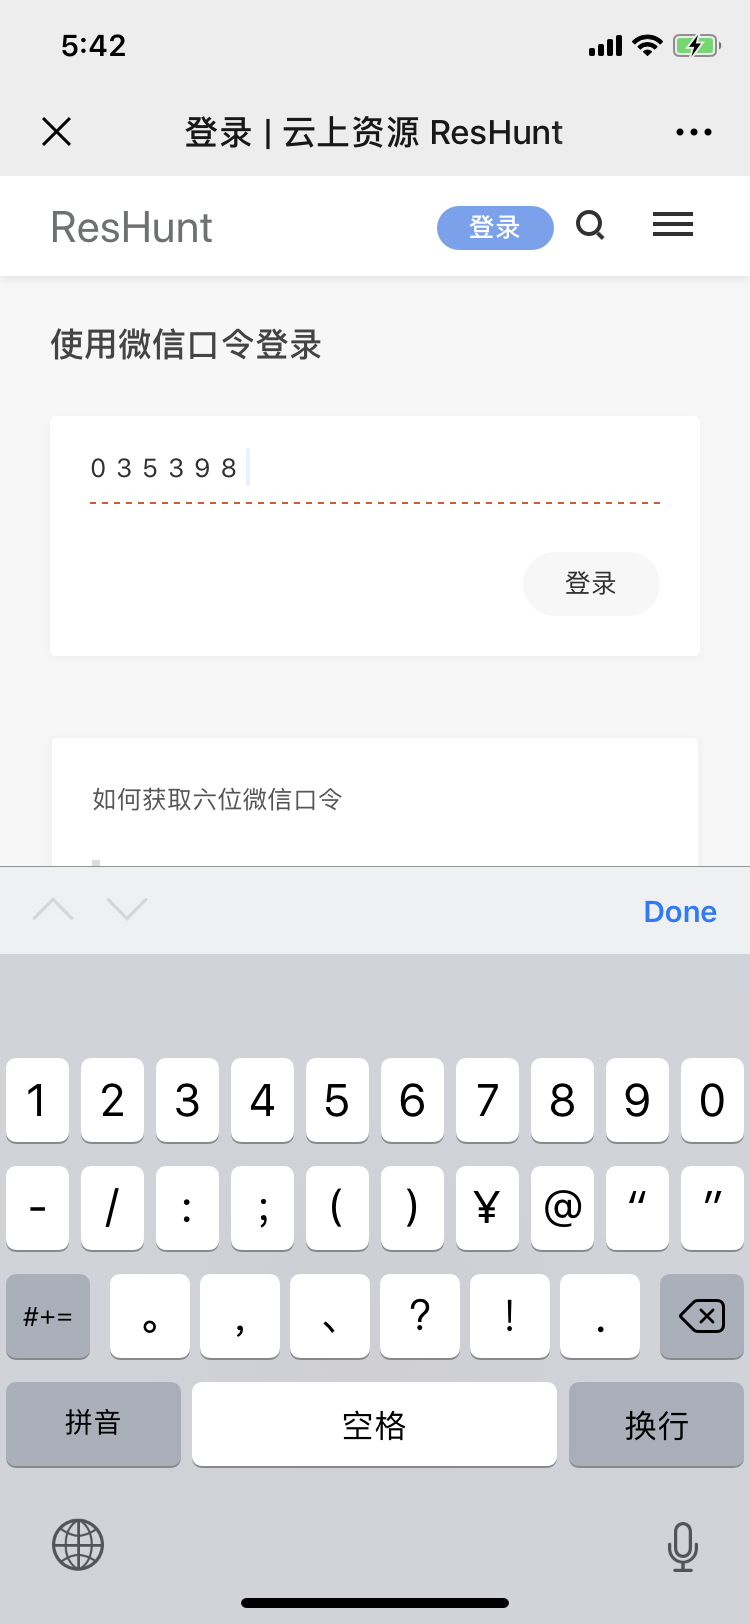 5:42
登录 | 云上资源 ResHunt
ResHunt
登录
使用微信口令登录
035398
登录
如何获取六位微信口令
Done
1 2 3 4 5 6 7 8 9 0
- / : ; ( ) ¥ @ “ ”
#+= 。 , 、 ? ! .
拼音 空格 换行